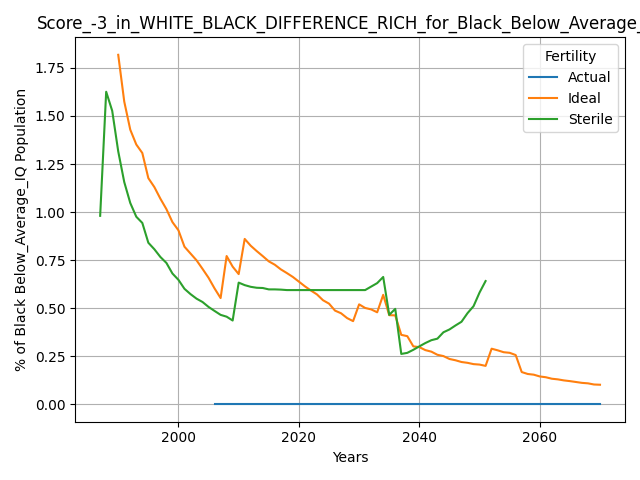 Score_-3_in_WHITE_BLACK_DIFFERENCE_RICH_for_Black_Below_Average_
Fertility
Actual
Ideal
Sterile
% of Black Below_Average_IQ Population
1.75
1.50
1.25
1.00
0.75
0.50
0.25
0.00
2000
2020
2040
2060
Years